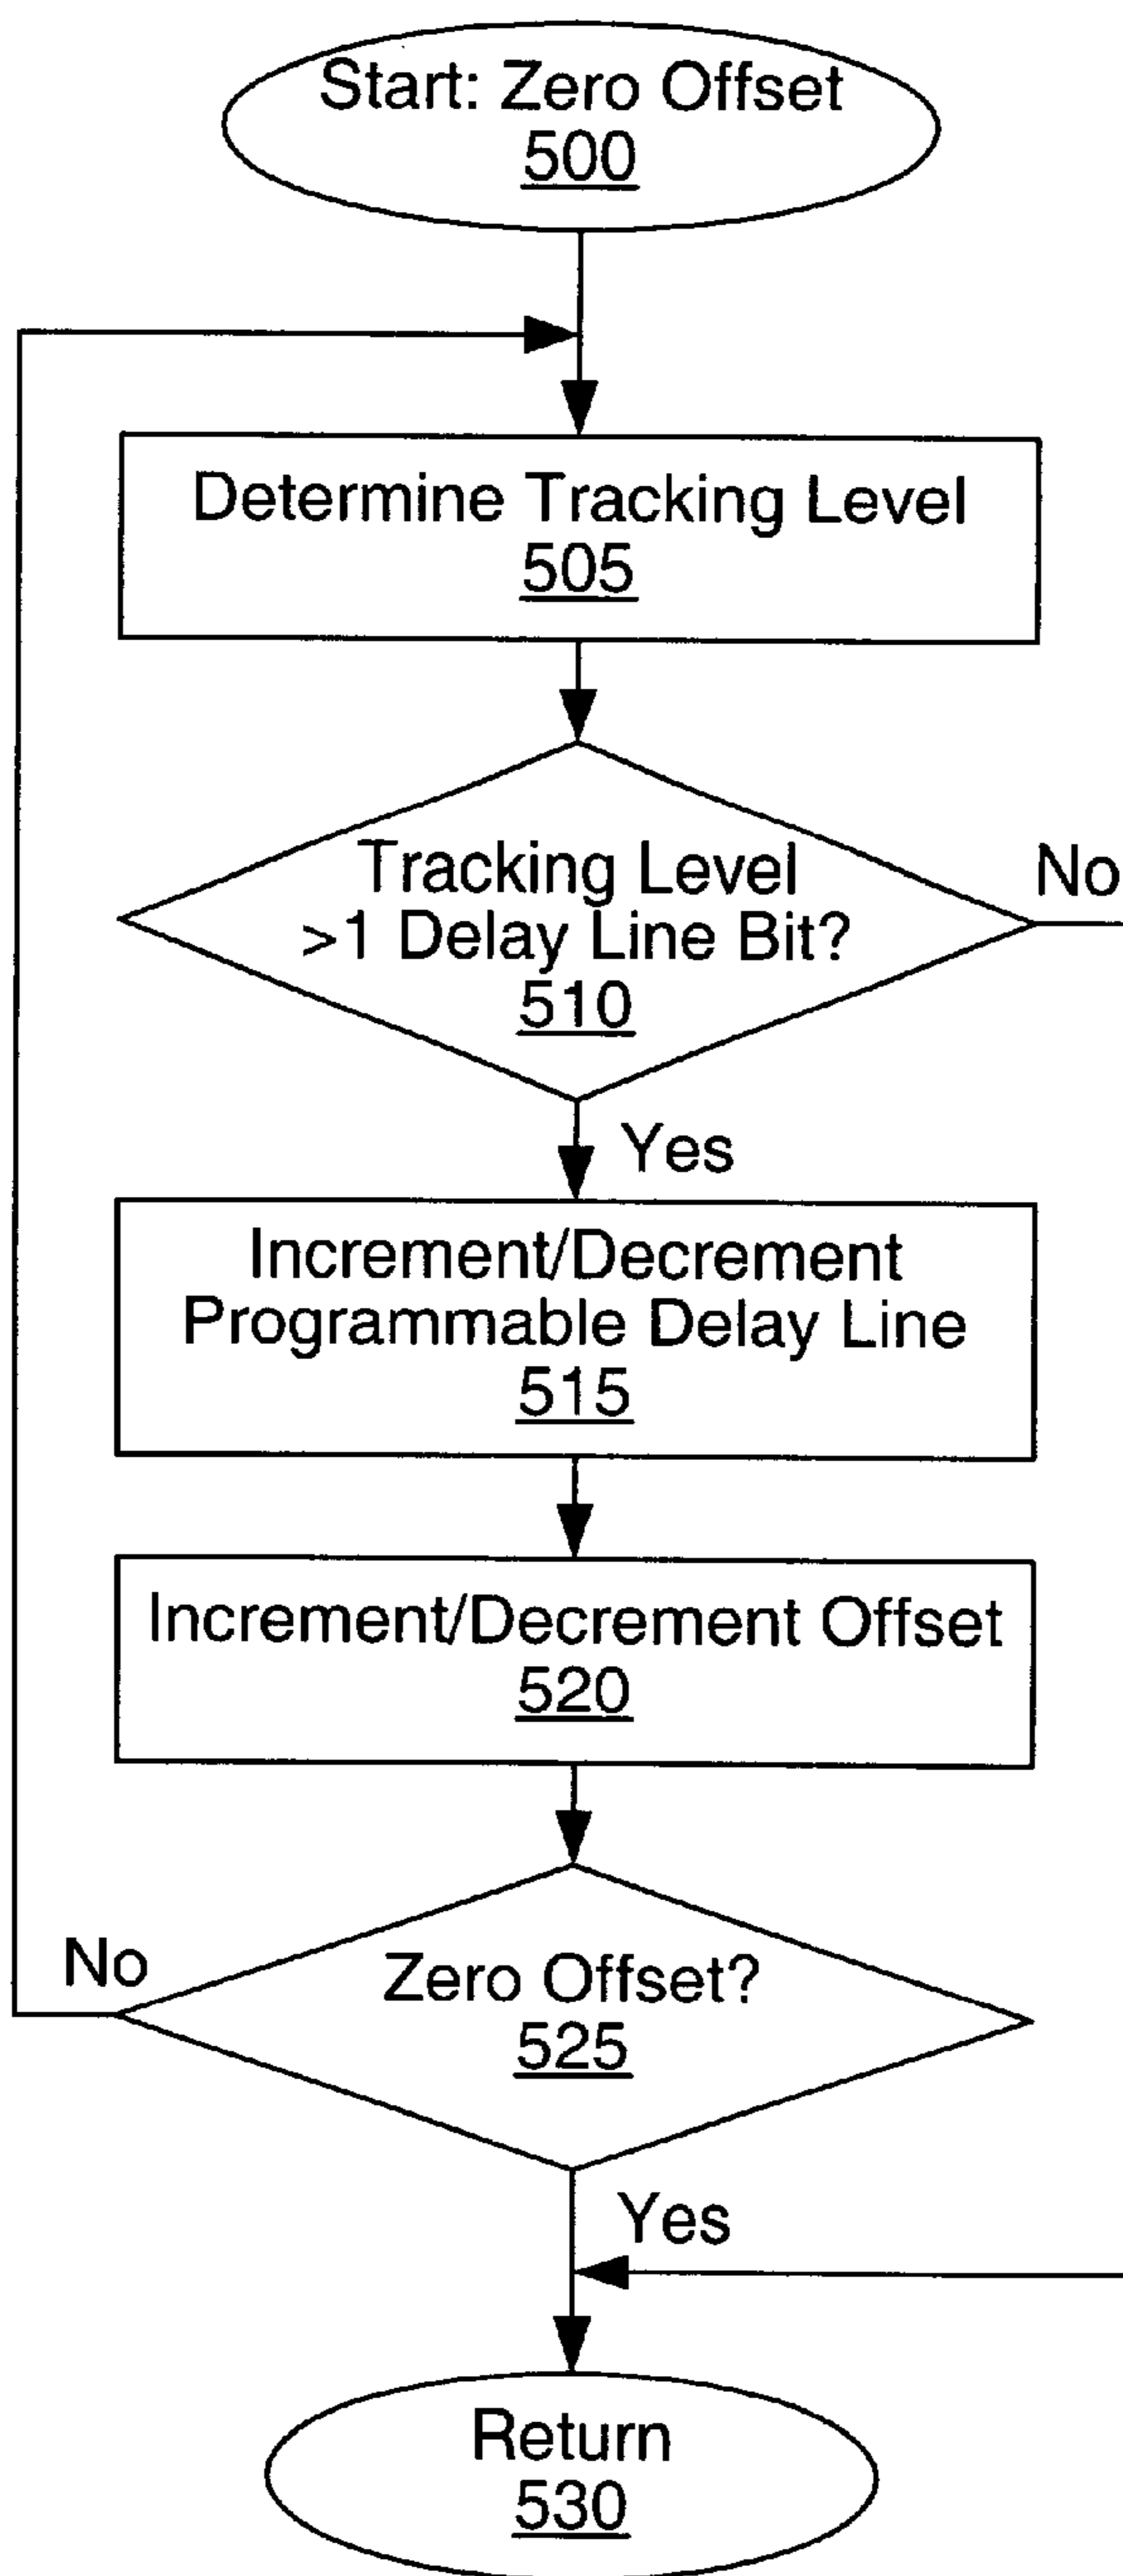 Start: Zero Offset
500
Determine Tracking Level
505
Tracking Level
>1 Delay Line Bit?
510
No
Yes
Increment/Decrement
Programmable Delay Line
515
Increment/Decrement Offset
520
No
Zero Offset?
525
Yes
Return
530